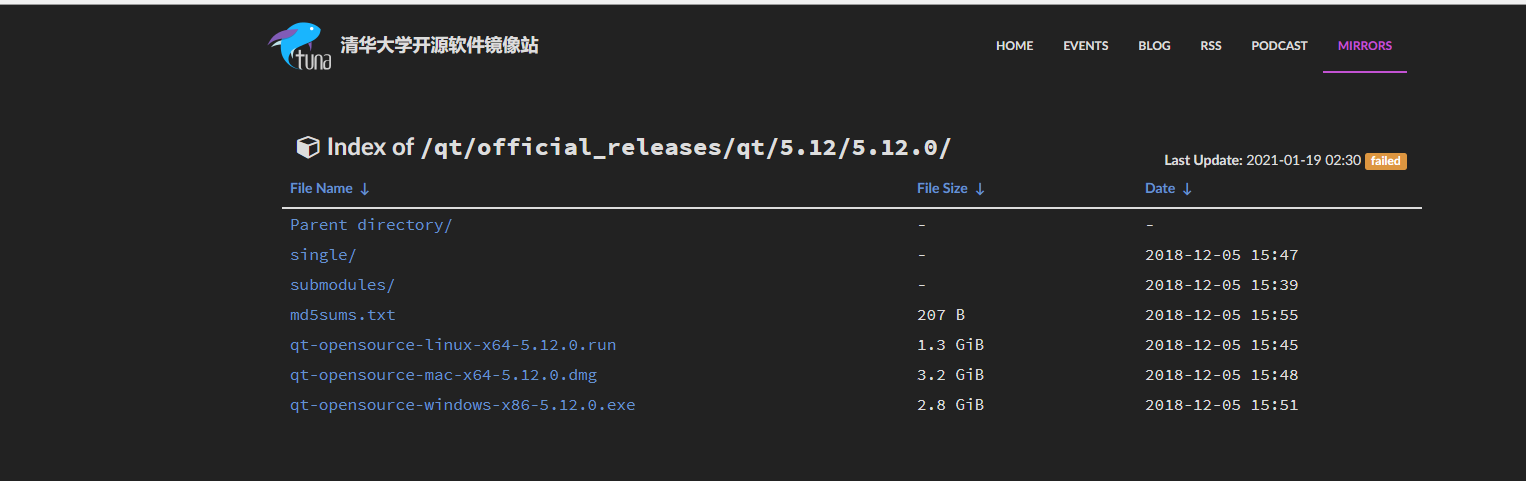 tuna 清华大学开源软件镜像站 HOME EVENTS BLOG RSS PODCAST MIRRORS
Index of /qt/official_releases/qt/5.12/5.12.0/
Last Update: 2021-01-19 02:30 failed
File Name ↓ File Size ↓ Date ↓
Parent directory/ - -
single/ - 2018-12-05 15:47
submodules/ - 2018-12-05 15:39
md5sums.txt 207 B 2018-12-05 15:55
qt-opensource-linux-x64-5.12.0.run 1.3 GiB 2018-12-05 15:45
qt-opensource-mac-x64-5.12.0.dmg 3.2 GiB 2018-12-05 15:48
qt-opensource-windows-x86-5.12.0.exe 2.8 GiB 2018-12-05 15:51